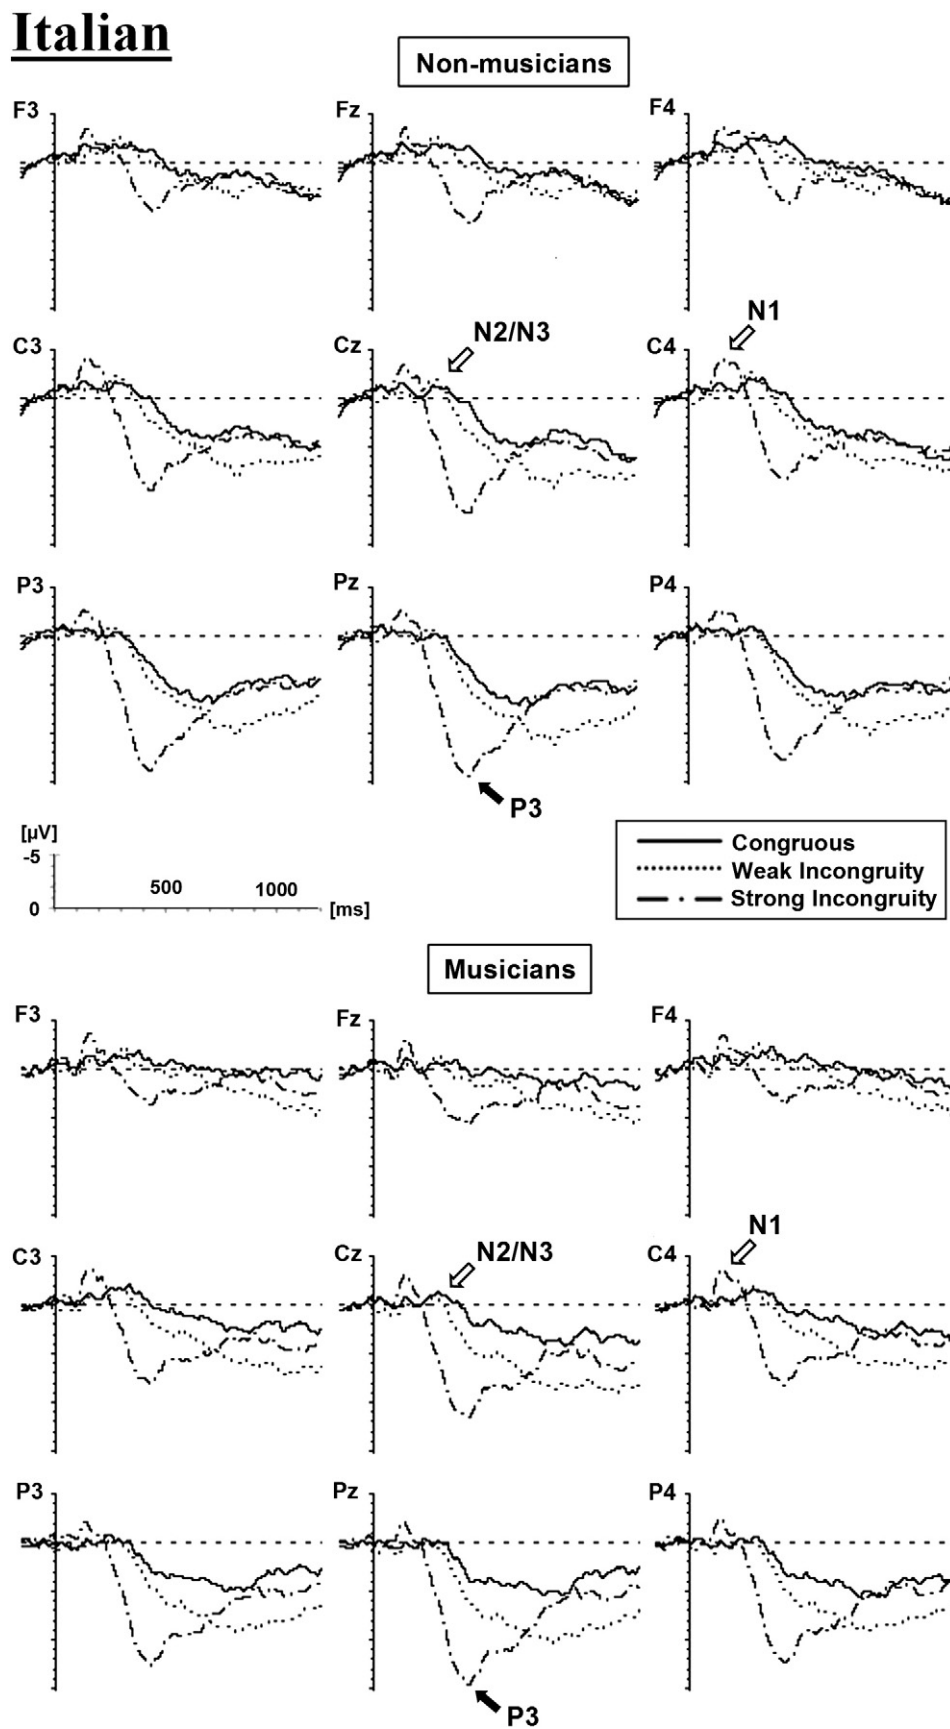 Italian
Non-musicians
F3 Fz F4
N2/N3 N1
C3 Cz C4
P3 Pz P4
P3
[µV]
-5
500 1000
0 [ms]
Congruous
Weak Incongruity
Strong Incongruity
Musicians
F3 Fz F4
N2/N3 N1
C3 Cz C4
P3 Pz P4
P3